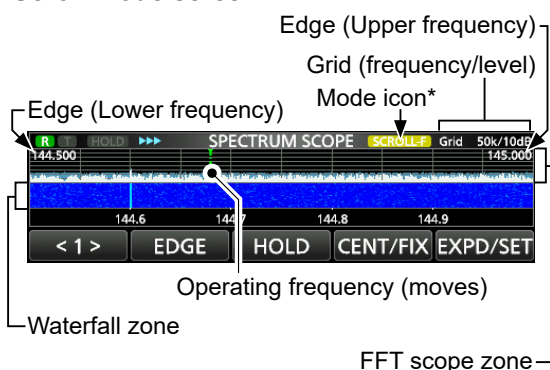 Edge (Upper frequency)
Grid (frequency/level)
Mode icon*
Edge (Lower frequency)
R T HOLD SPECTRUM SCOPE SCROLL-F Grid 50k/10dB
144.500 145.000
144.6 144.7 144.8 144.9
< 1 > EDGE HOLD CENT/FIX EXPD/SET
Operating frequency (moves)
Waterfall zone
FFT scope zone